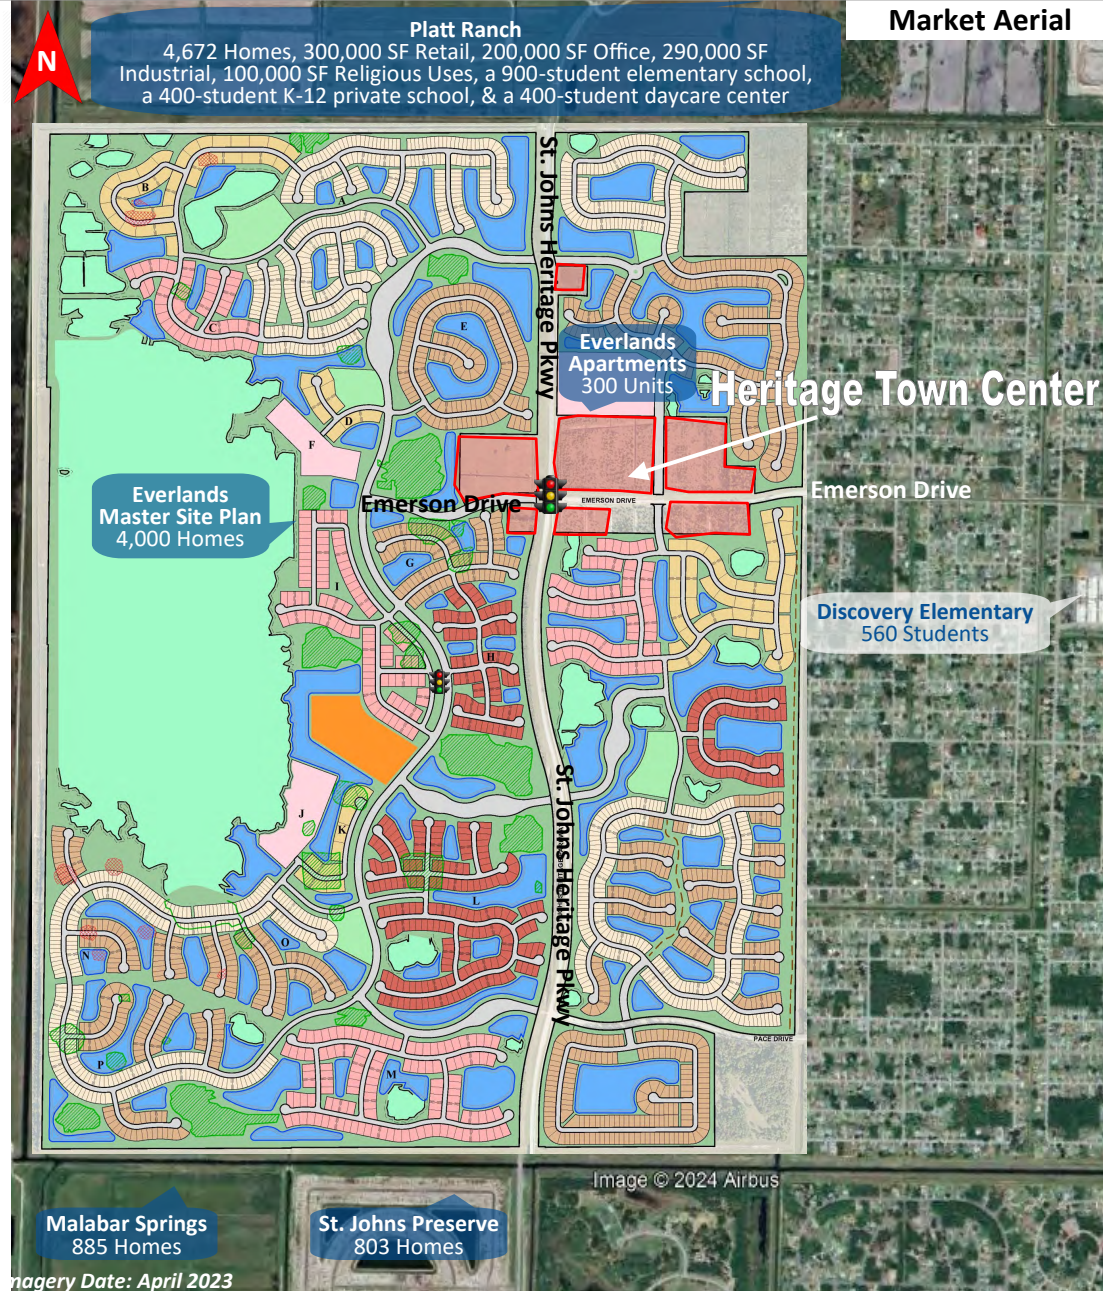 Market Aerial
N
Platt Ranch
4,672 Homes, 300,000 SF Retail, 200,000 SF Office, 290,000 SF
Industrial, 100,000 SF Religious Uses, a 900-student elementary school,
a 400-student K-12 private school, & a 400-student daycare center
St. Johns Heritage Pkwy
B
A
C
E
Everlands
Apartments
300 Units
Heritage Town Center
D
F
Everlands
Master Site Plan
4,000 Homes
Emerson Drive
EMERSON DRIVE
Emerson Drive
G
I
Discovery Elementary
560 Students
H
St. Johns Heritage Pkwy
J
K
L
O
N
PACE DRIVE
P
M
Image © 2024 Airbus
Malabar Springs
885 Homes
St. Johns Preserve
803 Homes
magery Date: April 2023